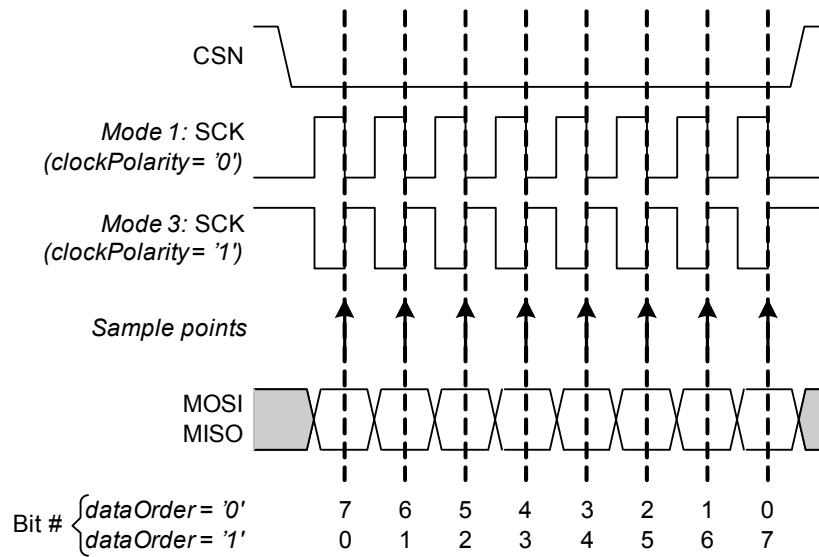 CSN
Mode 1: SCK
(clockPolarity = '0')
Mode 3: SCK
(clockPolarity = '1')
Sample points
MOSI
MISO
Bit # { dataOrder = '0' 7 6 5 4 3 2 1 0
dataOrder = '1' 0 1 2 3 4 5 6 7